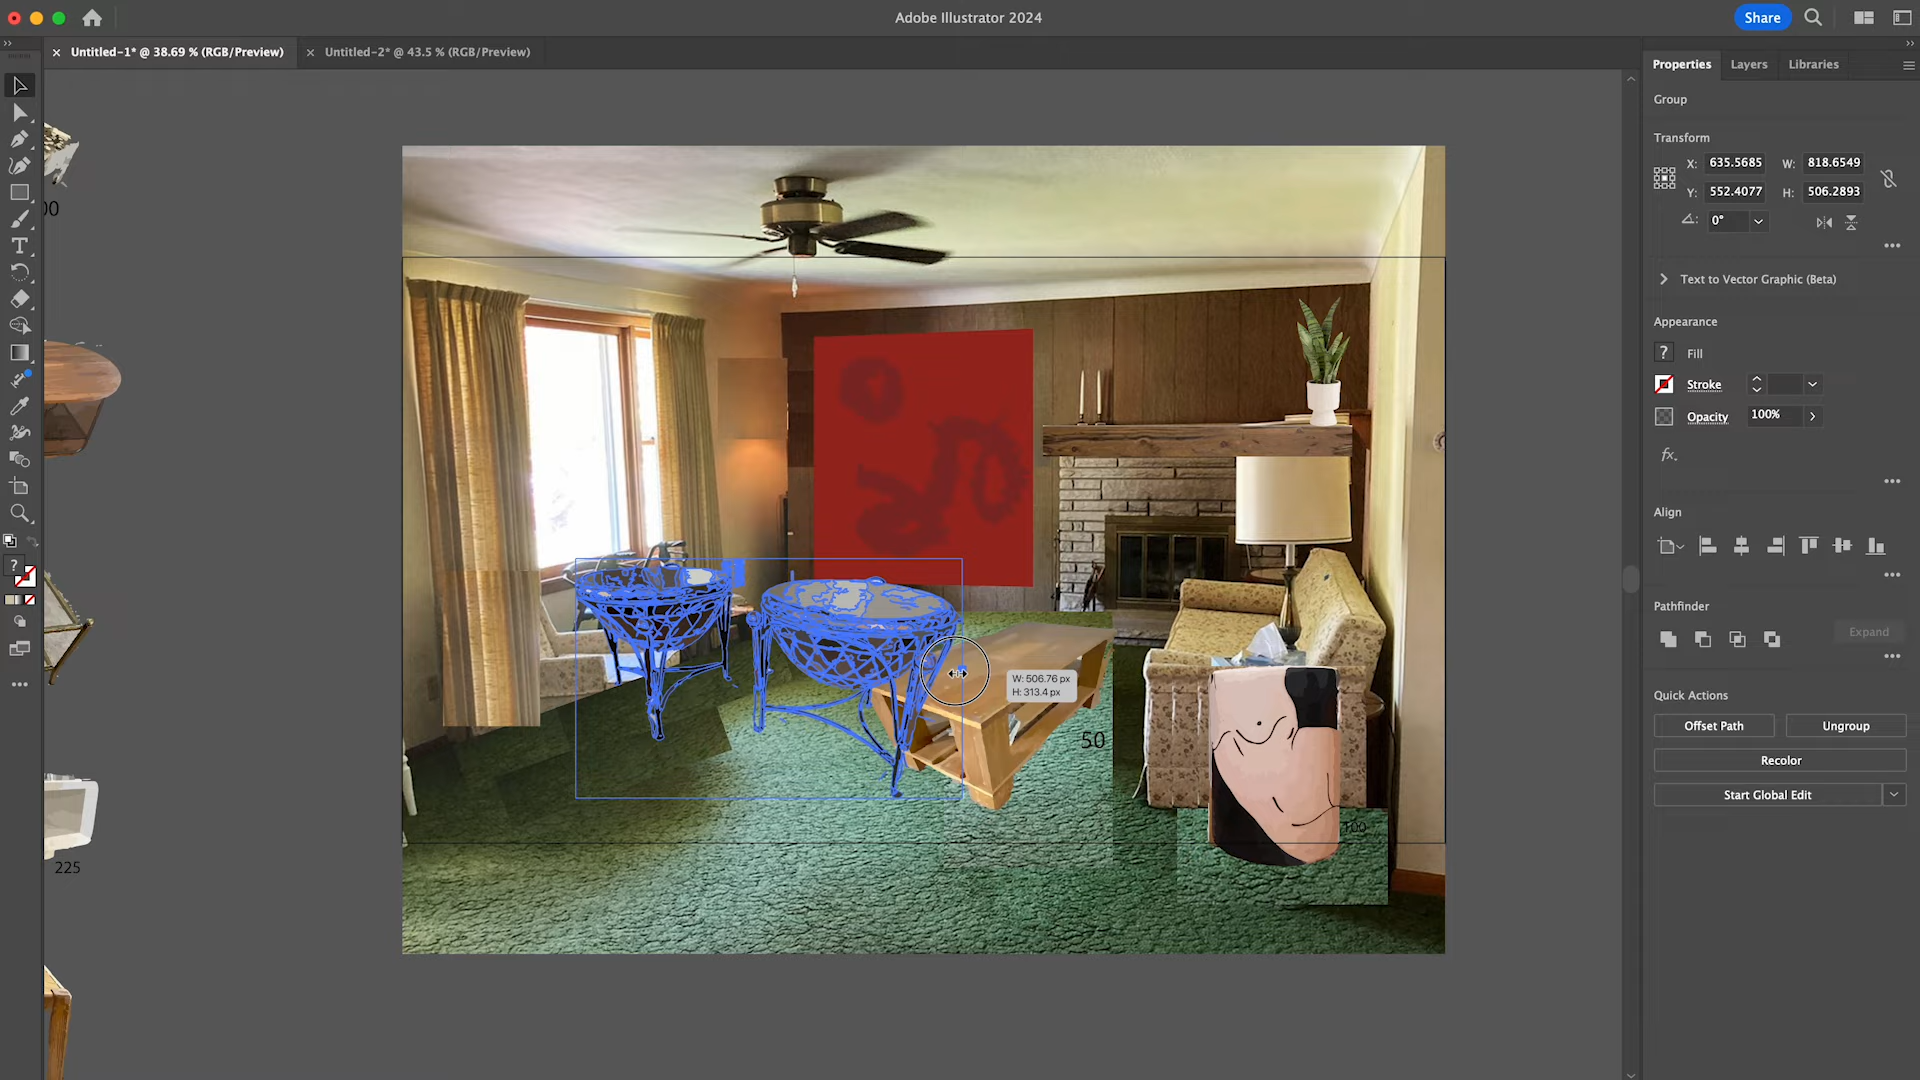 Adobe Illustrator 2024
Share
Untitled-1* @ 38.69 % (RGB/Preview)
Untitled-2* @ 43.5 % (RGB/Preview)
Properties
Layers
Libraries
Group
Transform
X: 635.5685
W: 818.6549
Y: 552.4077
H: 506.2893
0°
Text to Vector Graphic (Beta)
Appearance
? Fill
Stroke
Opacity
100%
fx.
Align
Pathfinder
Expand
Quick Actions
Offset Path
Ungroup
Recolor
Start Global Edit
00
W: 506.76 px
H: 313.4 px
50
100
225
?